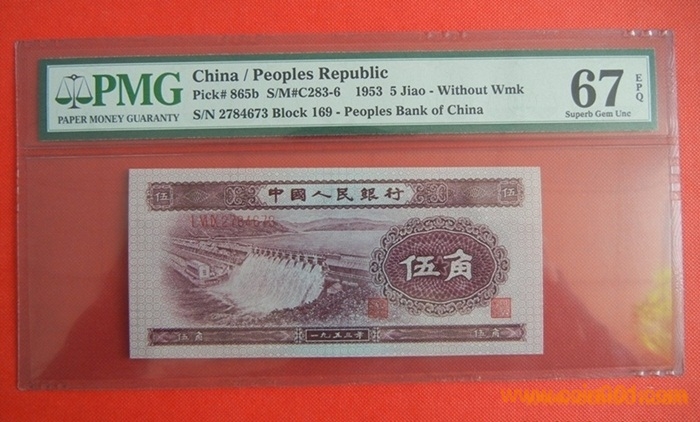 PMG
PAPER MONEY GUARANTY
China / Peoples Republic
Pick# 865b S/M#C283-6 1953 5 Jiao - Without Wmk
S/N 2784673 Block 169 - Peoples Bank of China
67
EPQ
Superb Gem Unc
伍 中國人民銀行 伍
伍角
伍角 一九五三年 伍角